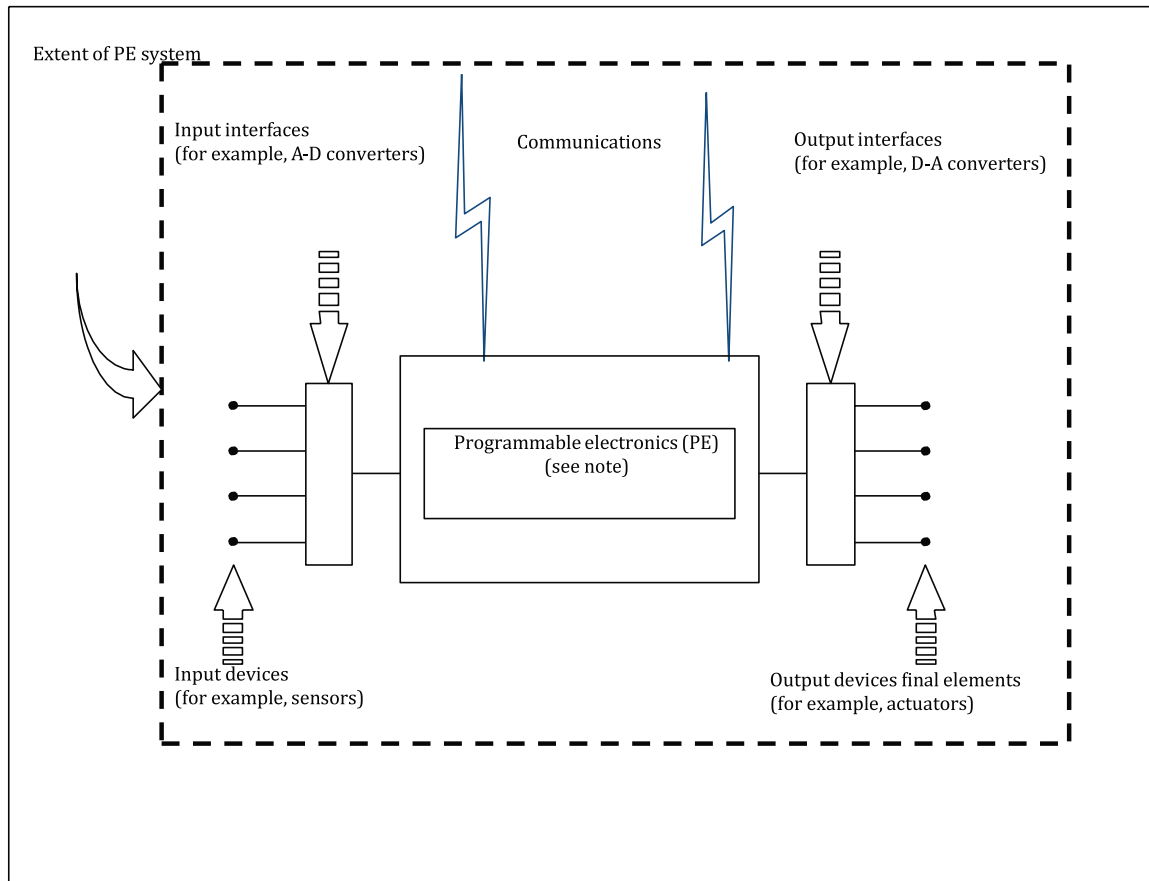 Extent of PE system
Input interfaces
(for example, A-D converters)
Communications
Output interfaces
(for example, D-A converters)
Programmable electronics (PE)
(see note)
Input devices
(for example, sensors)
Output devices final elements
(for example, actuators)